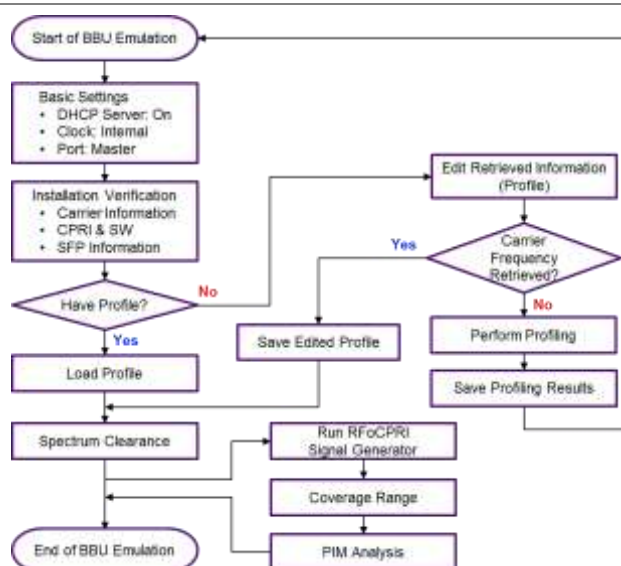 Start of BBU Emulation
Basic Settings
• DHCP Server: On
• Clock: Internal
• Port: Master
Installation Verification
• Carrier Information
• CPRI & SW
• SFP Information
Have Profile?
No
Yes
Load Profile
Spectrum Clearance
End of BBU Emulation
Edit Retrieved Information
(Profile)
Carrier
Frequency
Retrieved?
Yes
No
Save Edited Profile
Perform Profiling
Save Profiling Results
Run RFoCPRI
Signal Generator
Coverage Range
PIM Analysis